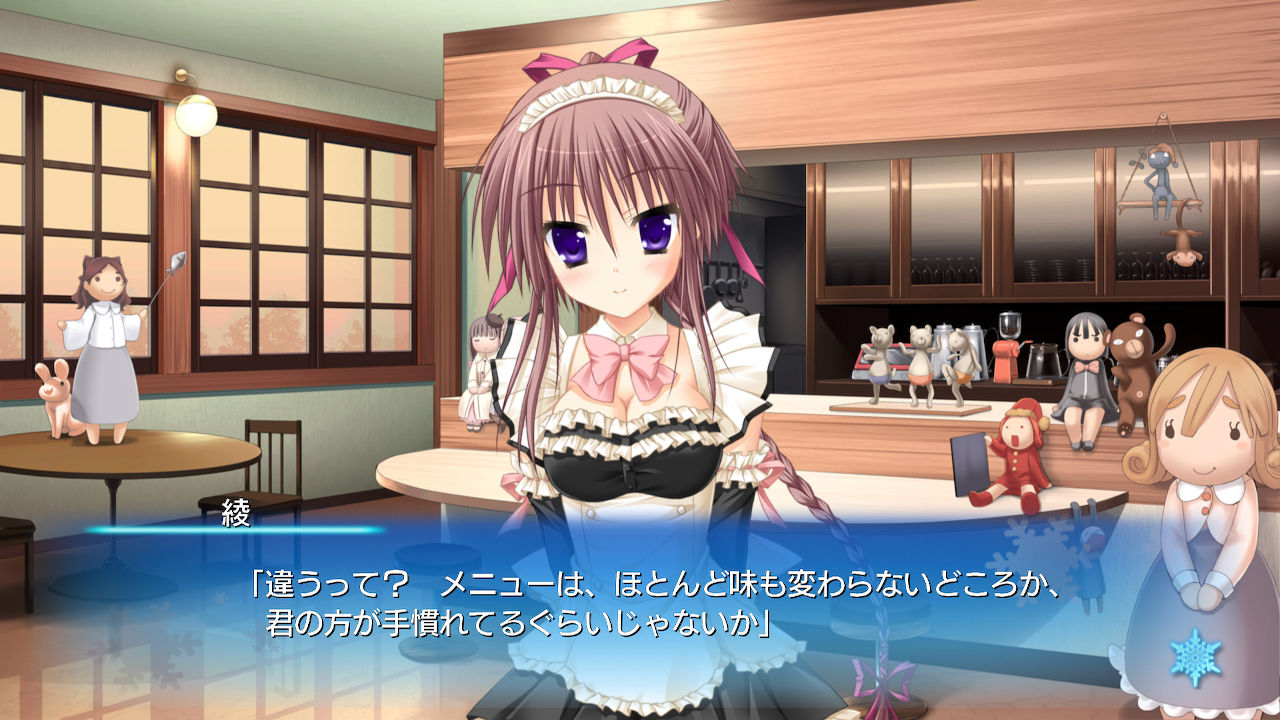 綾
「違うって？　メニューは、ほとんど味も変わらないどころか、
君の方が手慣れてるぐらいじゃないか」